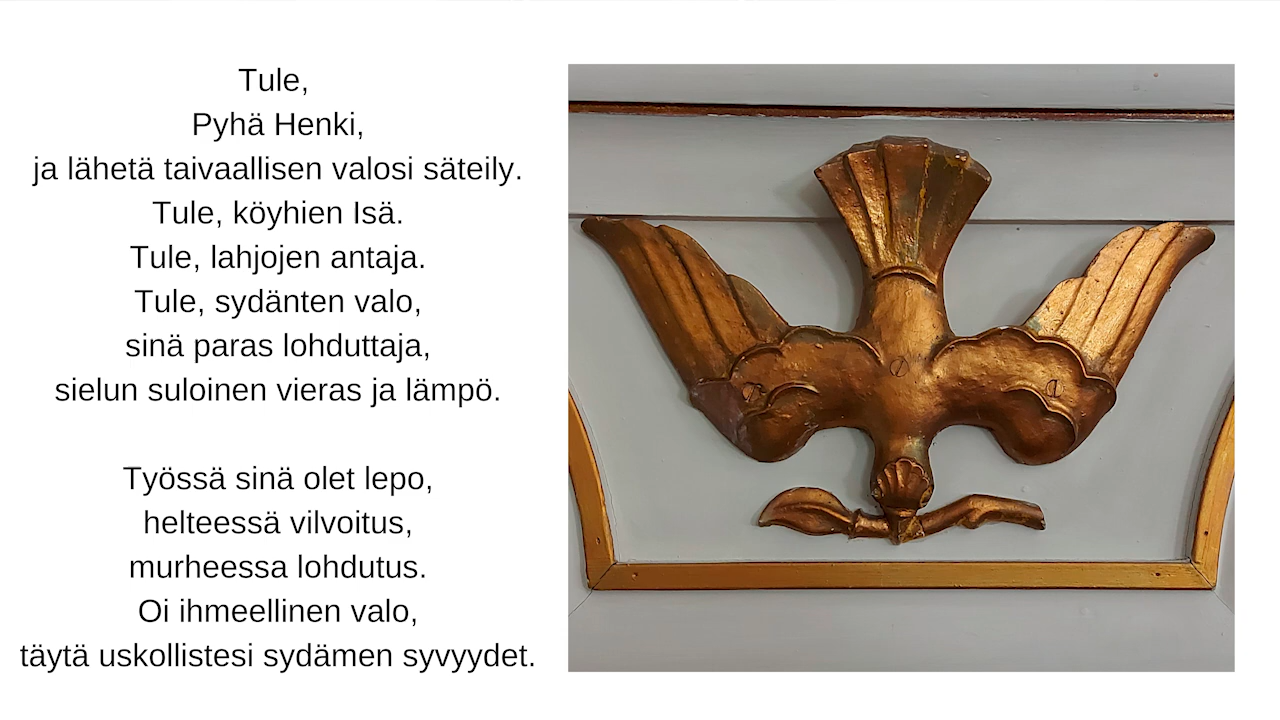 Tule,
Pyhä Henki,
ja lähetä taivaallisen valosi säteily.
Tule, köyhien Isä.
Tule, lahjojen antaja.
Tule, sydänten valo,
sinä paras lohduttaja,
sielun suloinen vieras ja lämpö.
Työssä sinä olet lepo,
helteessä vilvoitus,
murheessa lohdutus.
Oi ihmeellinen valo,
täytä uskollistesi sydämen syvyydet.